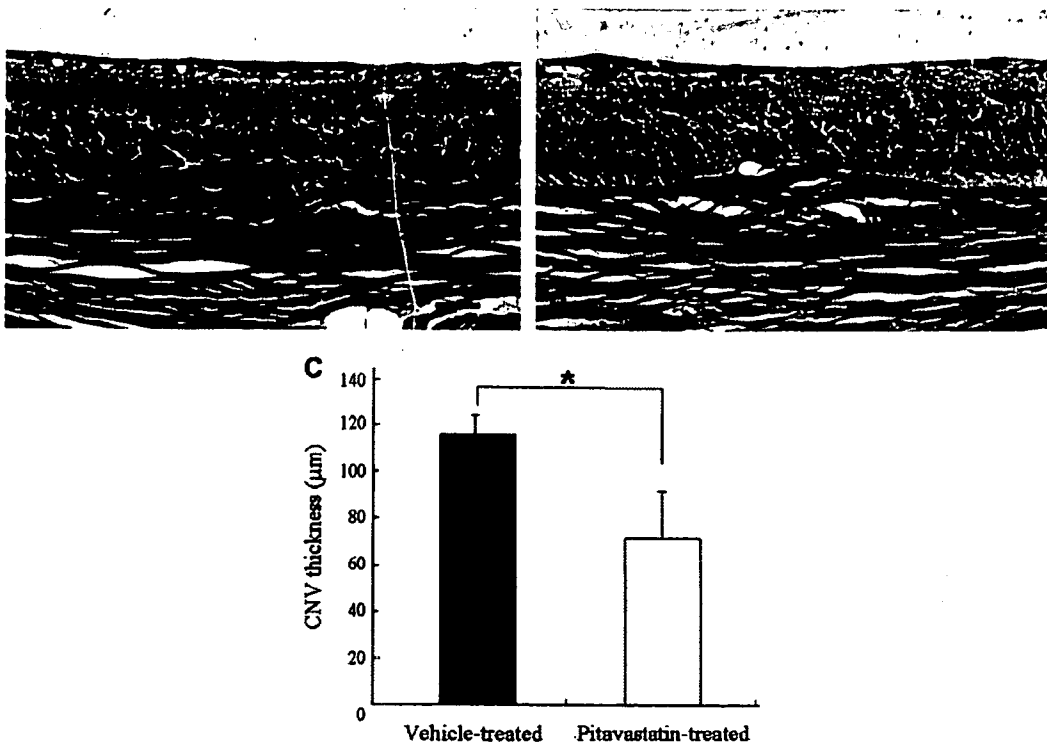 C
*
140
120
100
80
60
40
20
0
CNV thickness (μm)
Vehicle-treated
Pitavastatin-treated